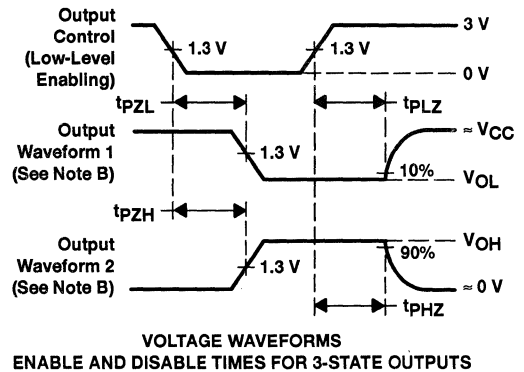 Output
Control
(Low-Level
Enabling)
1.3 V
1.3 V
3 V
0 V
tPZL
tPLZ
Output
Waveform 1
(See Note B)
1.3 V
≈ VCC
10%
VOL
tPZH
Output
Waveform 2
(See Note B)
1.3 V
VOH
90%
≈ 0 V
tPHZ
VOLTAGE WAVEFORMS
ENABLE AND DISABLE TIMES FOR 3-STATE OUTPUTS